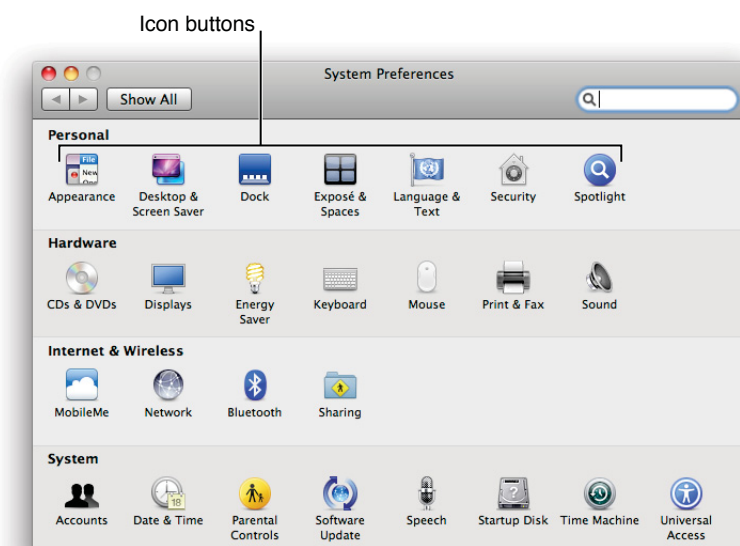 Icon buttons
System Preferences
Show All
Personal
File
New
Appearance
Desktop &
Screen Saver
Dock
Exposé &
Spaces
Language &
Text
Security
Spotlight
Hardware
CDs & DVDs
Displays
Energy
Saver
Keyboard
Mouse
Print & Fax
Sound
Internet & Wireless
MobileMe
Network
Bluetooth
Sharing
System
18
?
Accounts
Date & Time
Parental
Controls
Software
Update
Speech
Startup Disk
Time Machine
Universal
Access